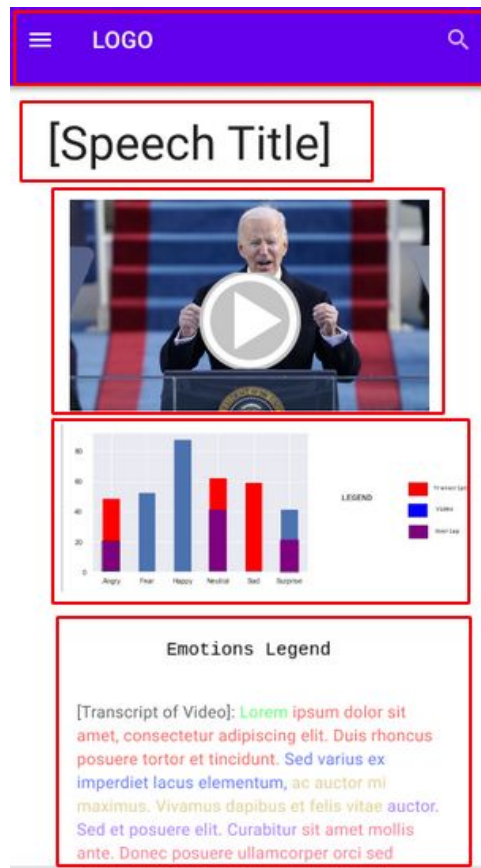 LOGO
[Speech Title]
80
60
40
20
0
Angry Fear Happy Neutral Sad Surprise
LEGEND
Transcript
Video
Overlap
Emotions Legend
[Transcript of Video]: Lorem ipsum dolor sit
amet, consectetur adipiscing elit. Duis rhoncus
posuere tortor et tincidunt. Sed varius ex
imperdiet lacus elementum, ac auctor mi
maximus. Vivamus dapibus et felis vitae auctor.
Sed et posuere elit. Curabitur sit amet mollis
ante. Donec posuere ullamcorper orci sed